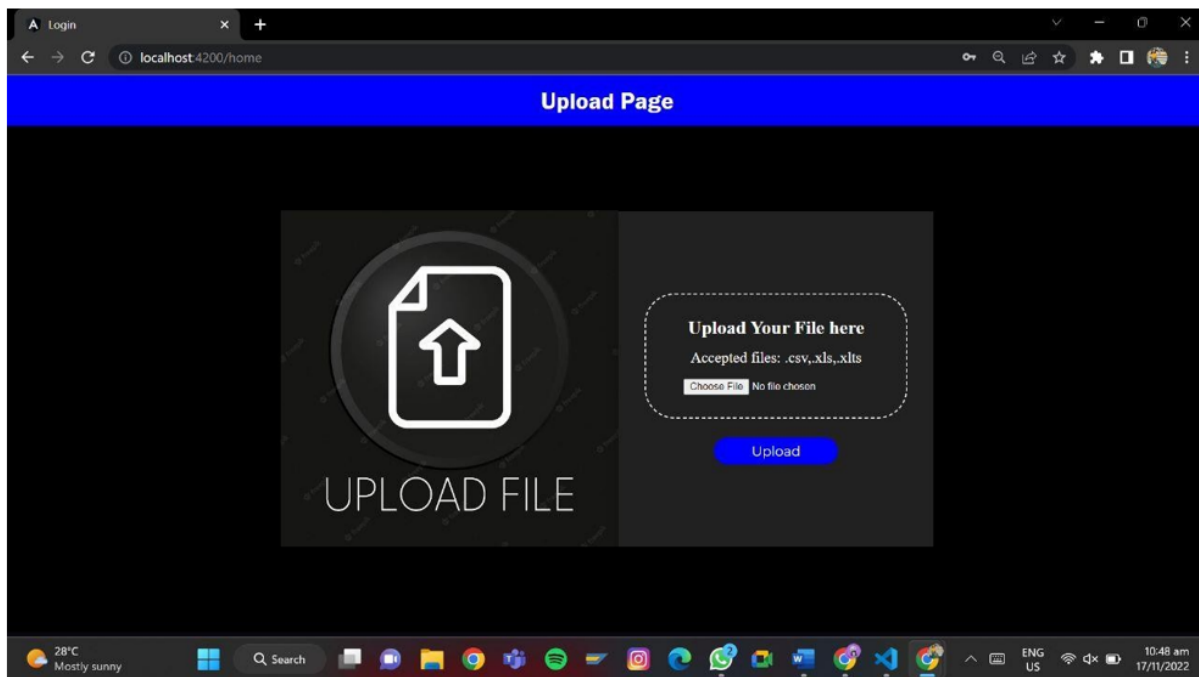 Login
localhost:4200/home
Upload Page
UPLOAD FILE
Upload Your File here
Accepted files: .csv,.xls,.xlts
Choose File No file chosen
Upload
28°C
Mostly sunny
Search
2
ENG
US
10:48 am
17/11/2022